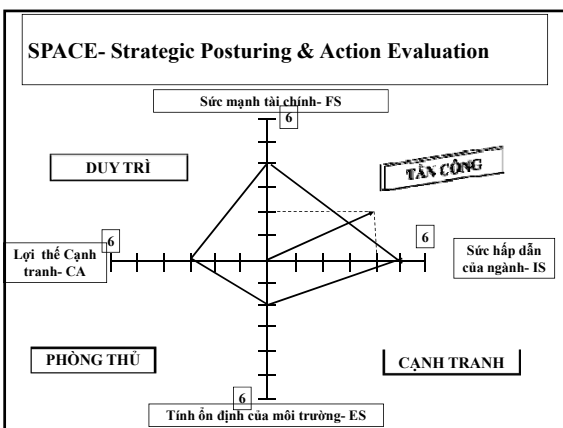 SPACE- Strategic Posturing & Action Evaluation
Sức mạnh tài chính- FS
6
DUY TRÌ
TẤN CÔNG
6
6
Lợi thế Cạnh
tranh- CA
Sức hấp dẫn
của ngành- IS
PHÒNG THỦ
CẠNH TRANH
6
Tính ổn định của môi trường- ES